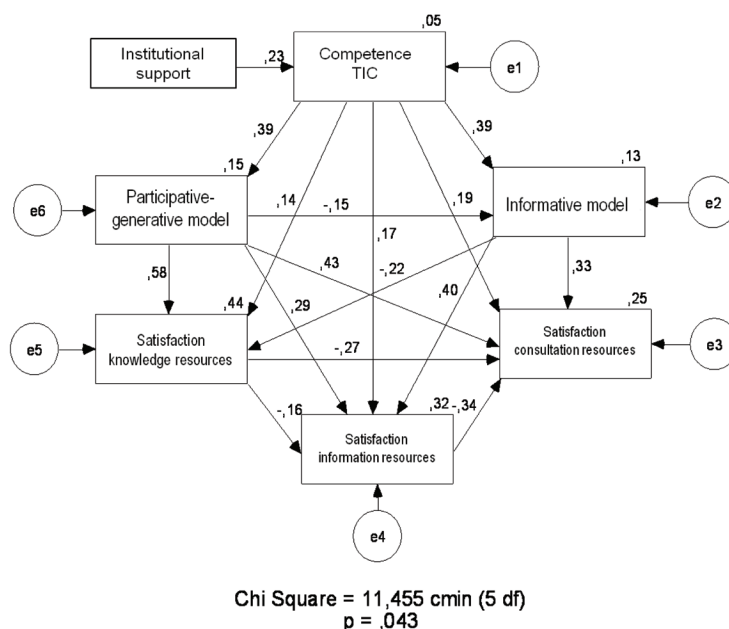 ,05
Institutional
support
,23
Competence
TIC
e1
,39
,39
,15
,13
Participative-
generative model
e6
,14
-,15
,19
Informative model
e2
,17
,58
,43
-,22
,33
,44
,29
,40
,25
Satisfaction
knowledge resources
e5
-,27
Satisfaction
consultation resources
e3
-,16
,32
-,34
Satisfaction
information resources
e4
Chi Square = 11,455 cmin (5 df)
p = ,043